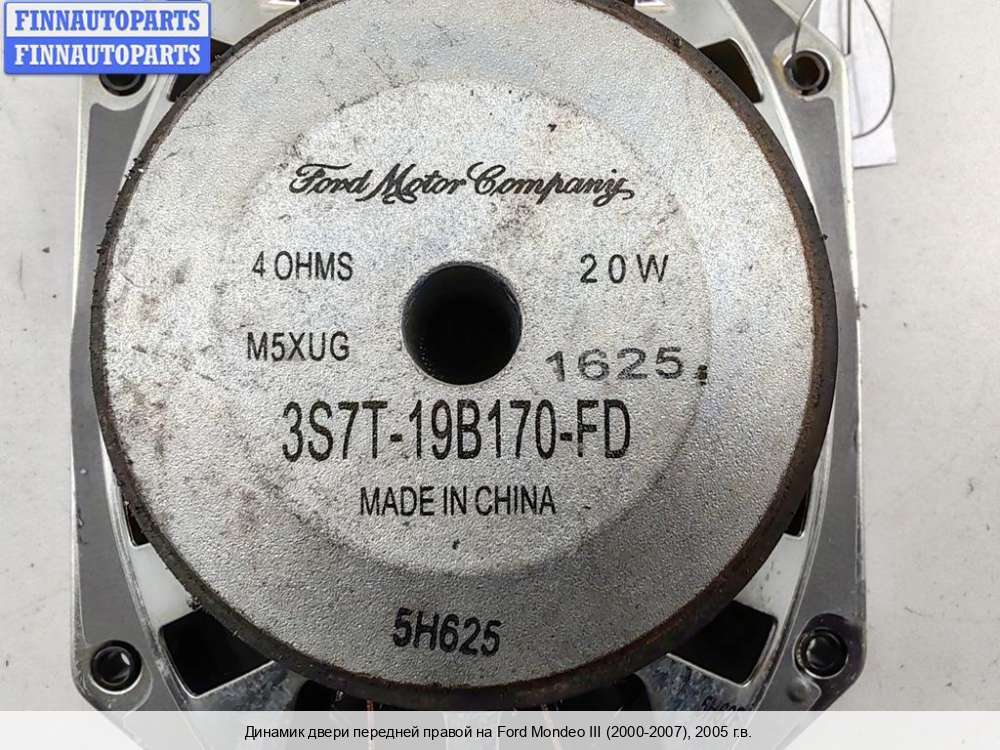 FINNAUTOPARTS
FINNAUTOPARTS
Ford Motor Company
4 OHMS
20W
M5XUG
1625
3S7T-19B170-FD
MADE IN CHINA
5H625
Динамик двери передней правой на Ford Mondeo III (2000-2007), 2005 г.в.